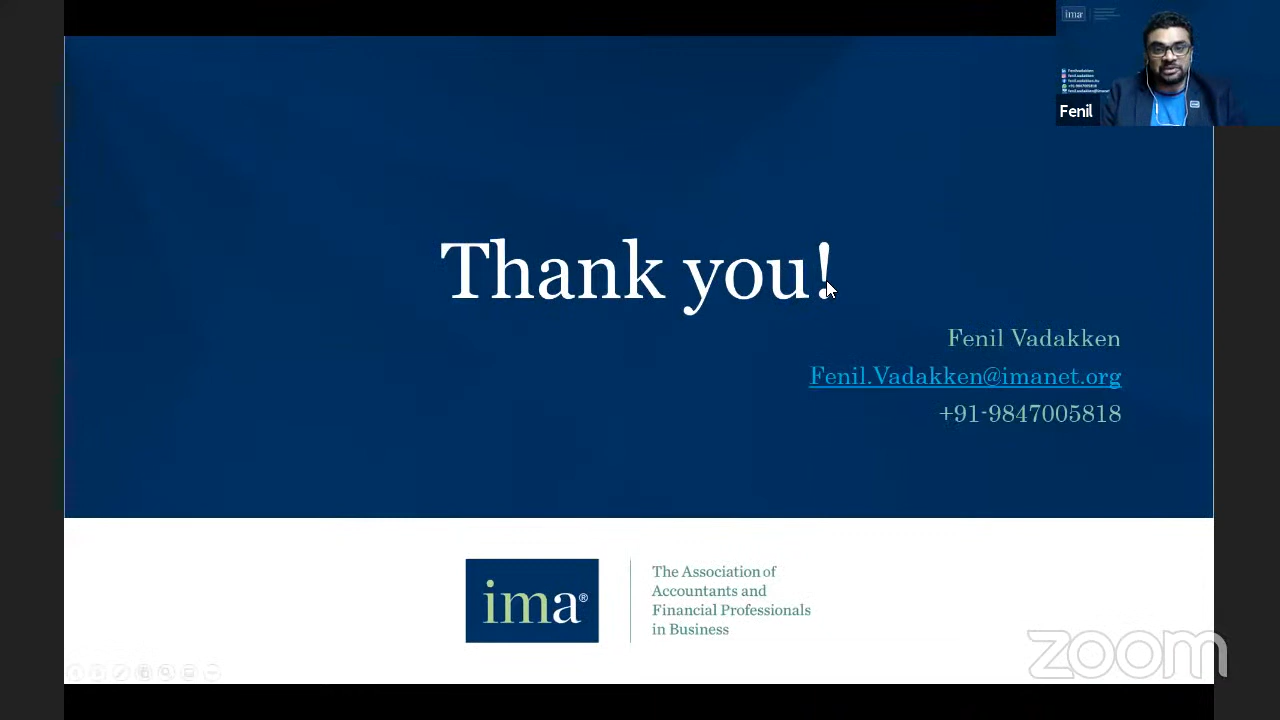 ima
Fenil
Thank you!
Fenil Vadakken
Fenil.Vadakken@imanet.org
+91-9847005818
ima®
The Association of
Accountants and
Financial Professionals
in Business
zoom